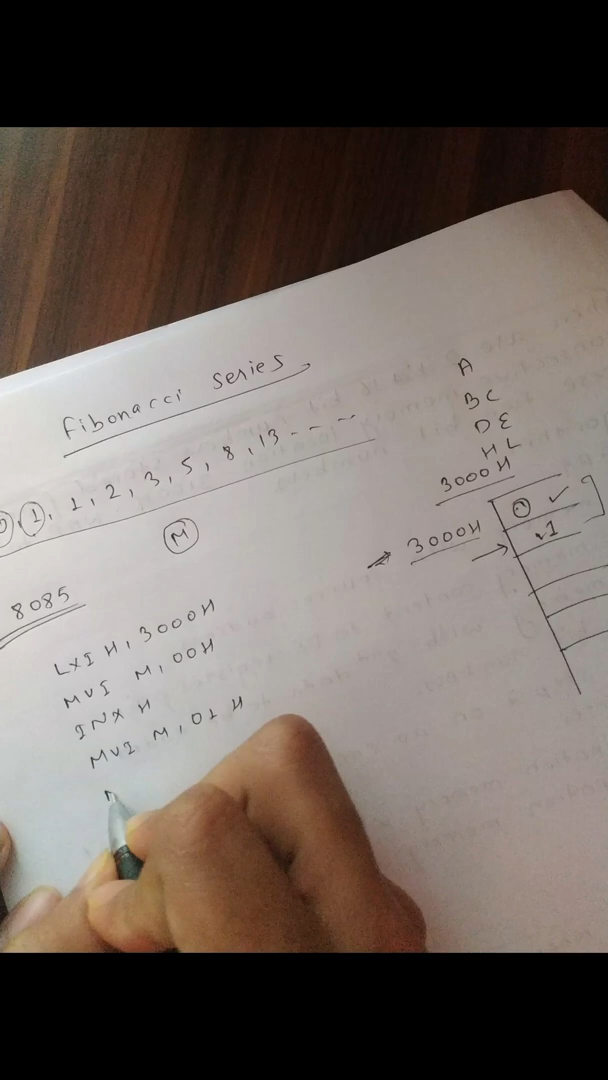 Fibonacci series
0, 1, 1, 2, 3, 5, 8, 13 - - - -
M
8085
LXI H, 3000H
MVI M, 00H
INX H
MVI M, 01 H
A
BC
DE
HL
3000H
3000H
0 ✓
✓1